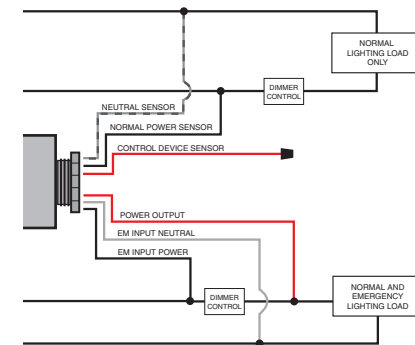 NORMAL
LIGHTING LOAD
ONLY
DIMMER
CONTROL
NEUTRAL SENSOR
NORMAL POWER SENSOR
CONTROL DEVICE SENSOR
POWER OUTPUT
EM INPUT NEUTRAL
EM INPUT POWER
DIMMER
CONTROL
NORMAL AND
EMERGENCY
LIGHTING LOAD